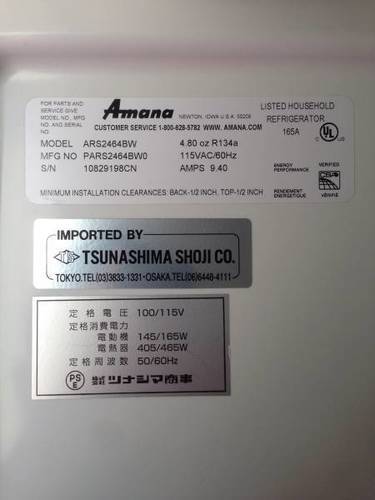 FOR PARTS AND
SERVICE GIVE
MODEL NO., MFG
NO. AND SERIAL
NO.
Amana
NEWTON, IOWA U.S.A. 50208
CUSTOMER SERVICE 1-800-628-5782 WWW.AMANA.COM
LISTED HOUSEHOLD
REFRIGERATOR
165A
UL
MODEL ARS2464BW 4.80 oz R134a
MFG NO PARS2464BW0 115VAC/60Hz
S/N 10829198CN AMPS 9.40
ENERGY
PERFORMANCE
VERIFIED
RENDEMENT
ENERGETIQUE
VÉRIFIÉ
MINIMUM INSTALLATION CLEARANCES: BACK-1/2 INCH, TOP-1/2 INCH
IMPORTED BY
TSUNASHIMA SHOJI CO.
TOKYO.TEL(03)3833-1331・OSAKA.TEL(06)6448-4111
定格電圧 100/115V
定格消費電力
電動機 145/165W
電熱器 405/465W
定格周波数 50/60Hz
PS
E
株式会社 ツナシマ商事